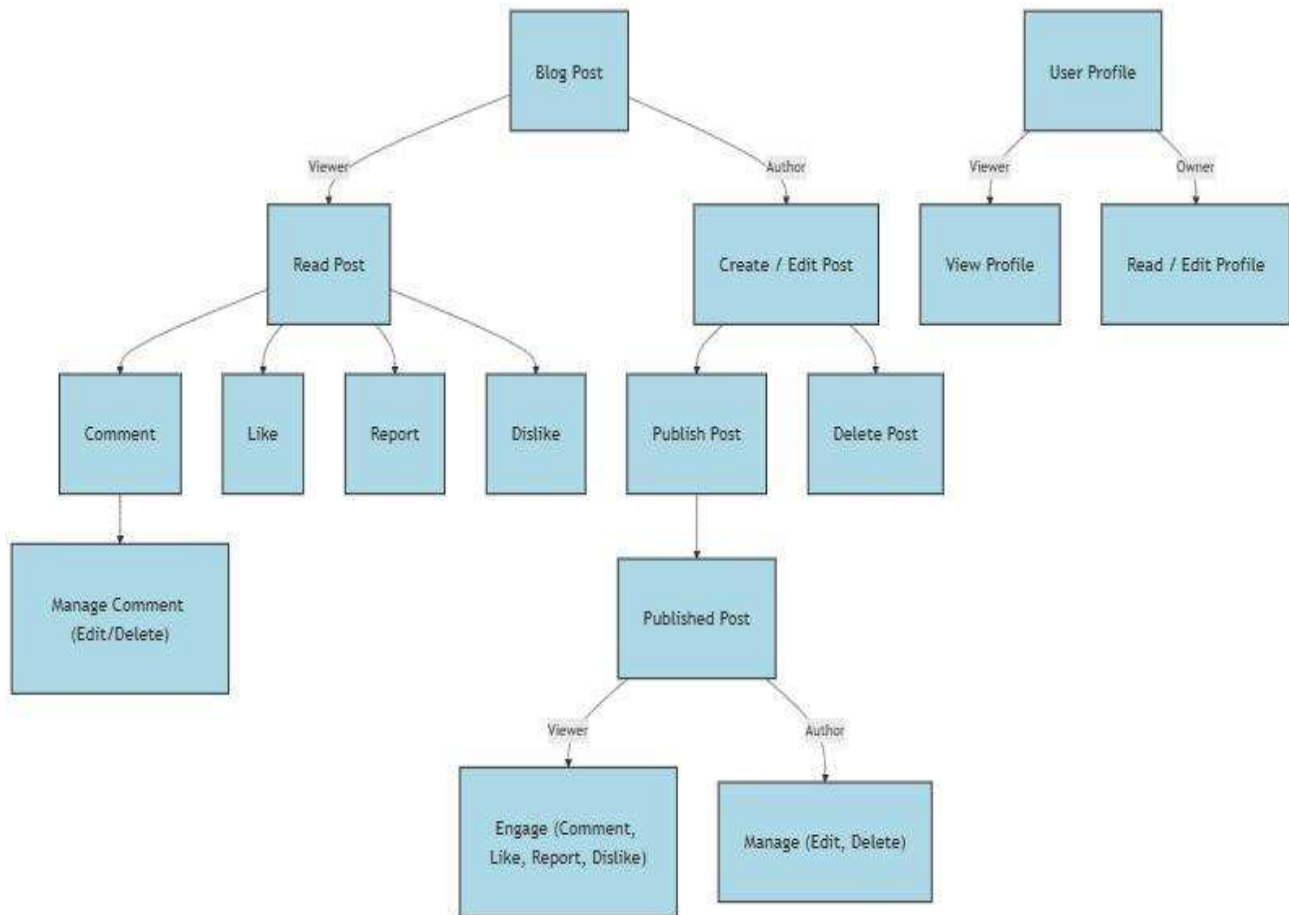 Blog Post
User Profile
Viewer
Author
Viewer
Owner
Read Post
Create / Edit Post
View Profile
Read / Edit Profile
Comment
Like
Report
Dislike
Publish Post
Delete Post
Manage Comment
(Edit/Delete)
Published Post
Viewer
Author
Engage (Comment,
Like, Report, Dislike)
Manage (Edit, Delete)